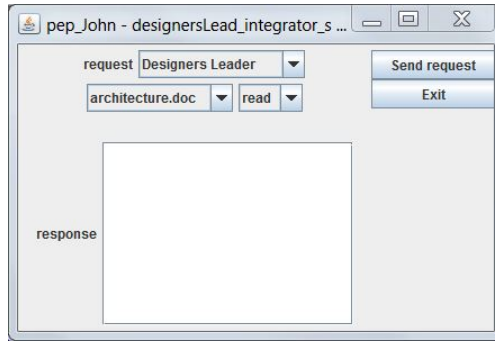 pep_John - designersLead_integrator_s ...
request Designers Leader Send request
architecture.doc read Exit
response